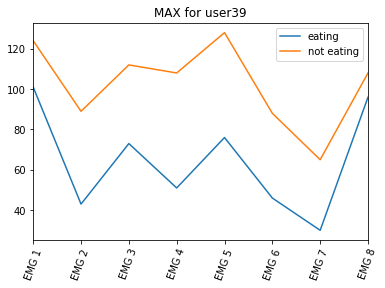 MAX for user39
eating
not eating
120
100
80
60
40
EMG 1
EMG 2
EMG 3
EMG 4
EMG 5
EMG 6
EMG 7
EMG 8